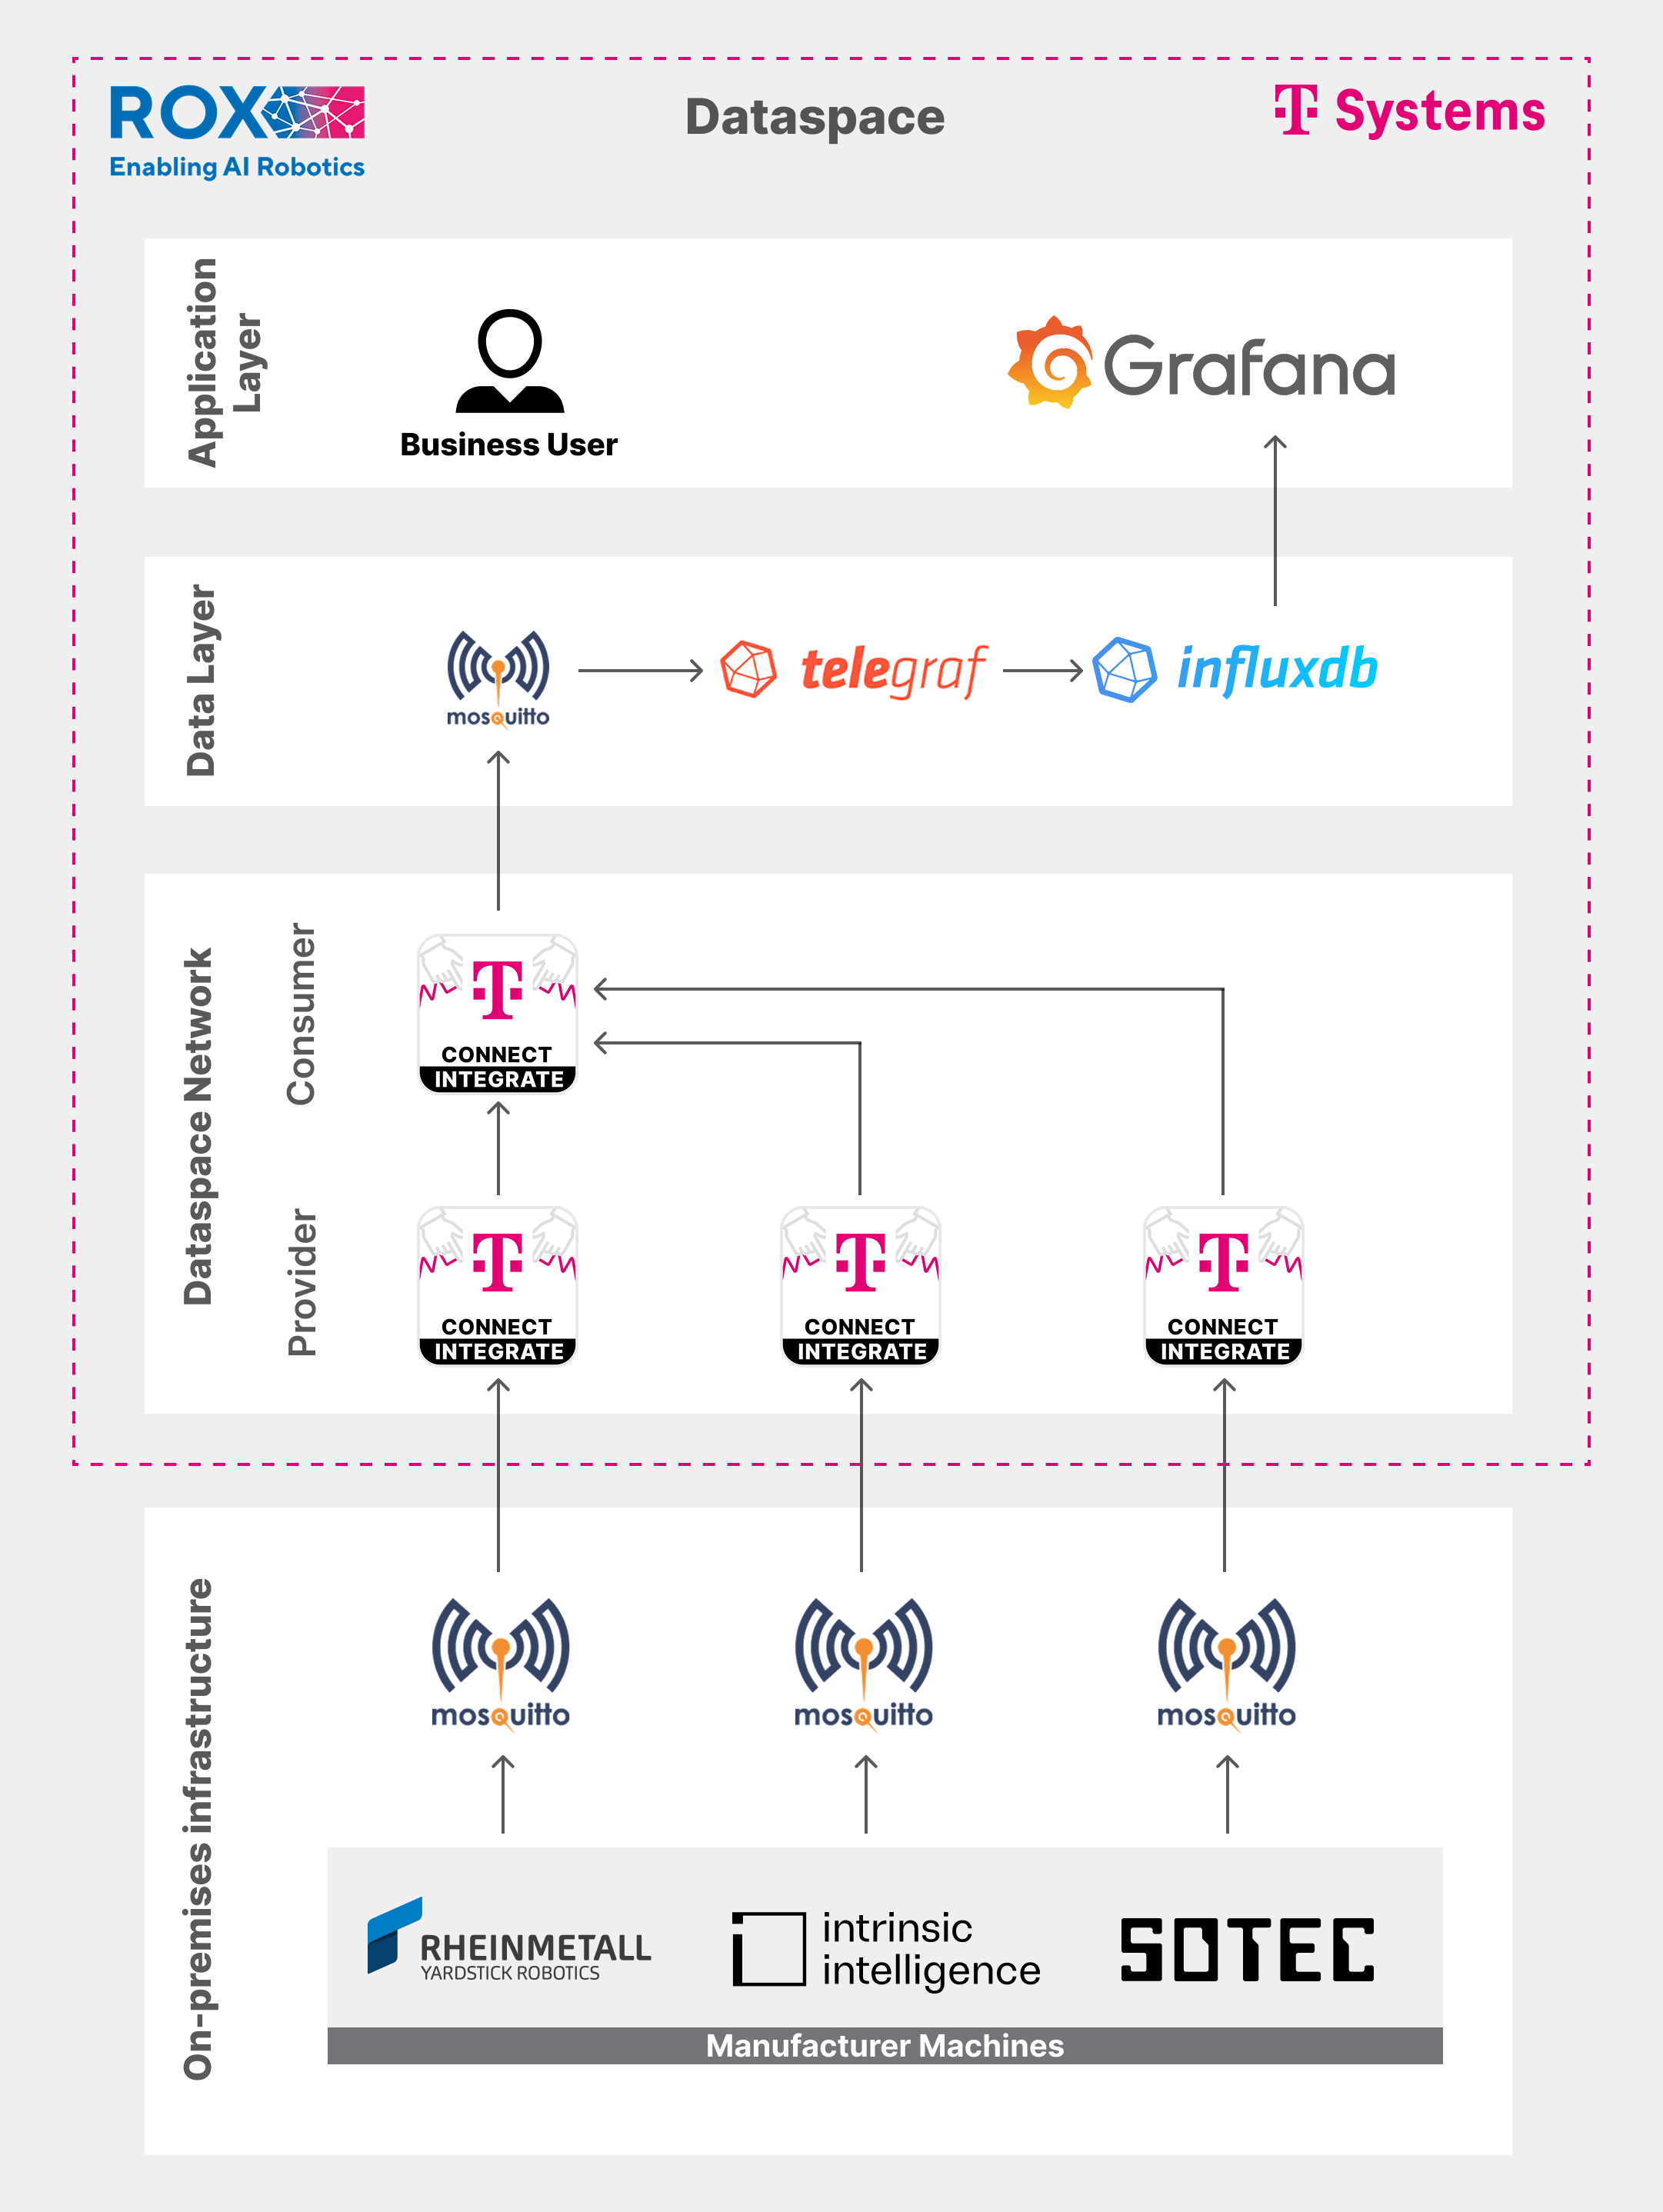 ROX
Enabling AI Robotics
Dataspace
T Systems
Application
Layer
Business User
Grafana
Data Layer
mosquitto
telegraf
influxdb
Dataspace Network
Consumer
T
CONNECT
INTEGRATE
Provider
T
CONNECT
INTEGRATE
T
CONNECT
INTEGRATE
T
CONNECT
INTEGRATE
On-premises infrastructure
mosquitto
mosquitto
mosquitto
RHEINMETALL
YARDSTICK ROBOTICS
intrinsic
intelligence
SOTEC
Manufacturer Machines